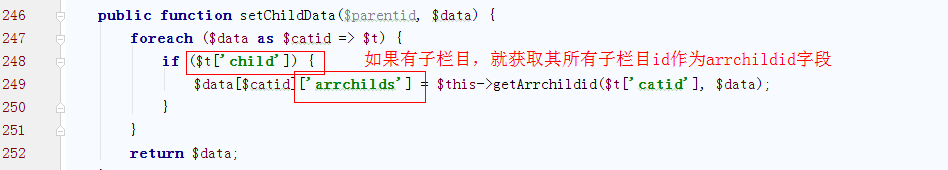 246 public function setChildData($parentid, $data) {
247 foreach ($data as $catid => $t) {
248 if ($t['child']) { 如果有子栏目，就获取其所有子栏目id作为arrchildid字段
249 $data[$catid]['arrchilds'] = $this->getArrchildid($t['catid'], $data);
250 }
251 }
252 return $data;